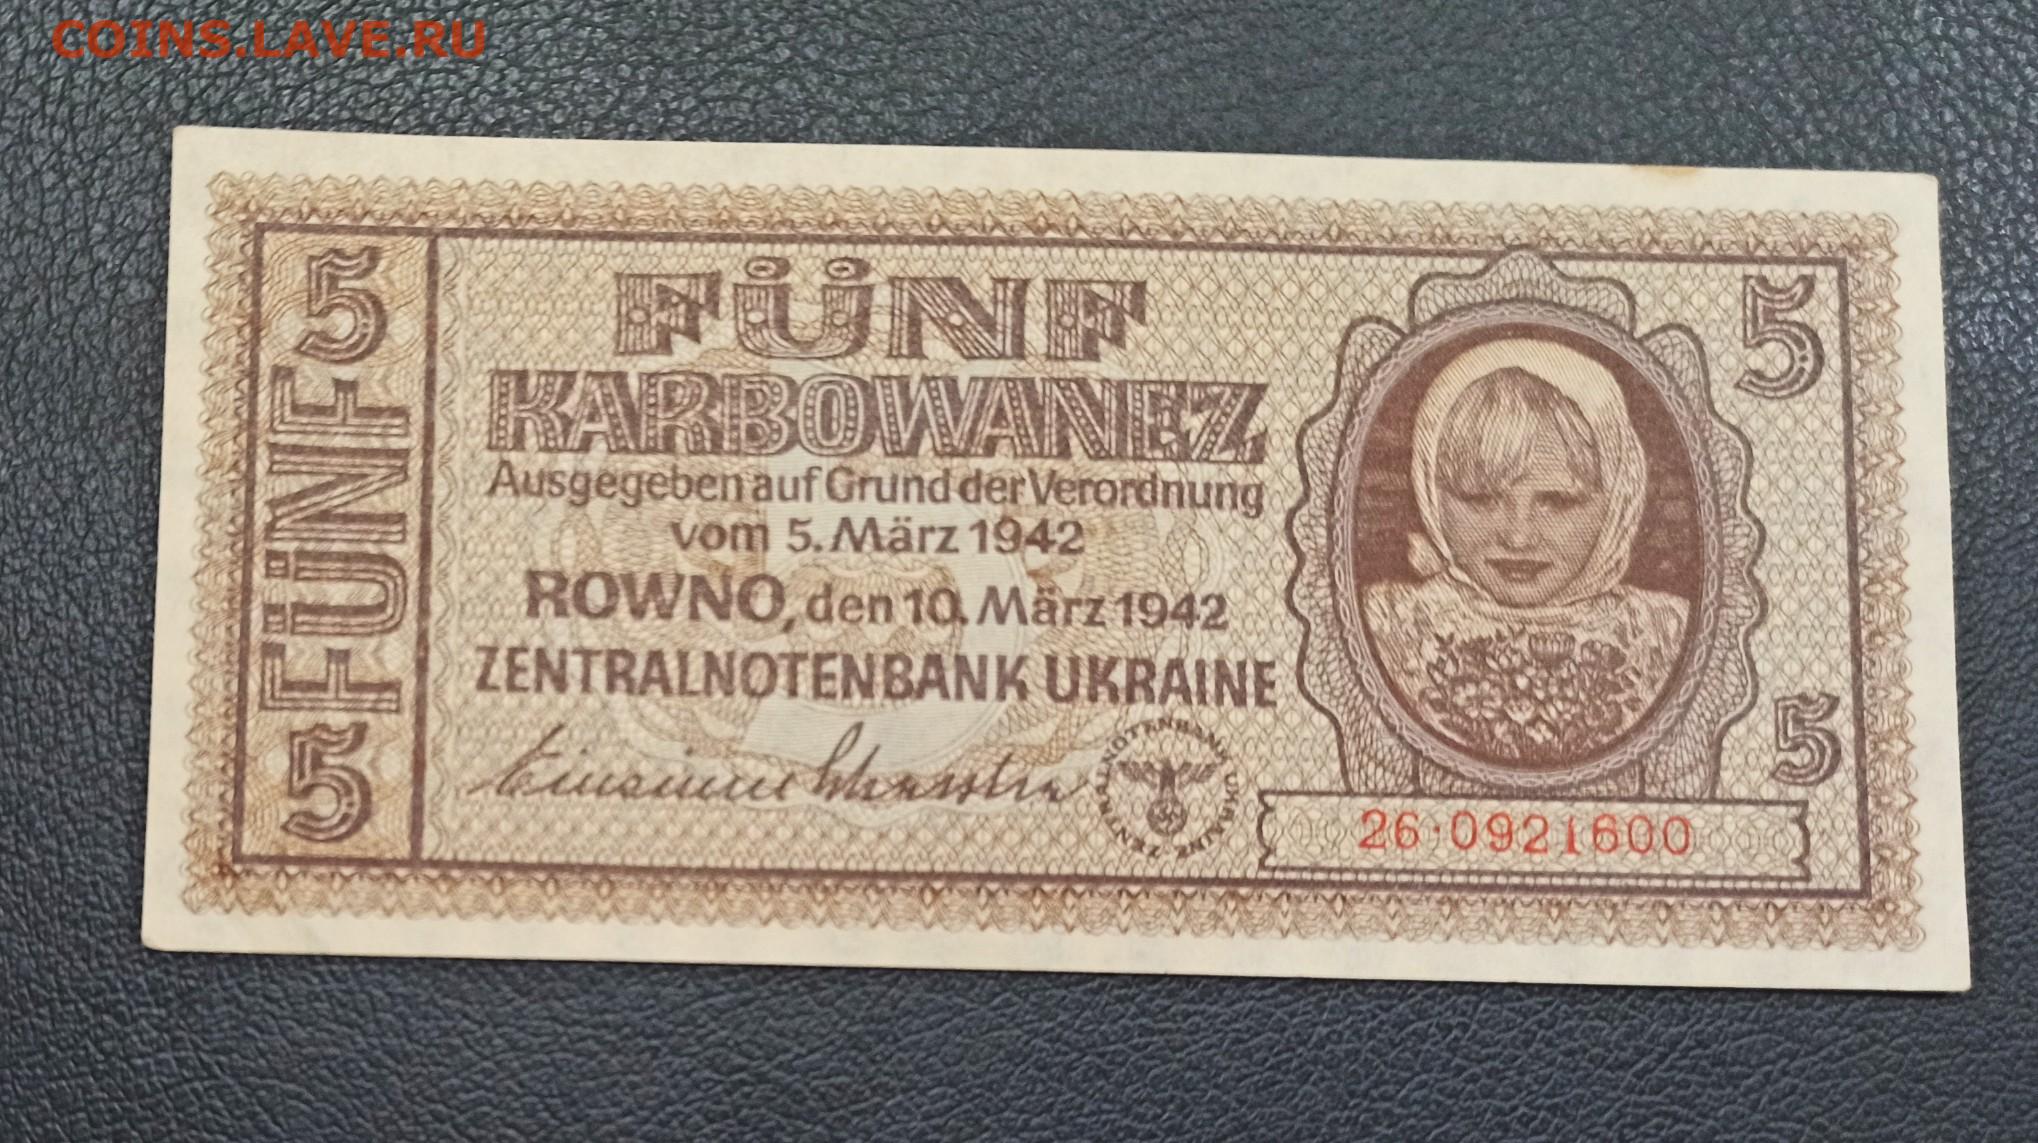 COINS.LAVE.RU
5
FÜNF
5
FÜNF
KARBOWANEZ
Ausgegeben auf Grund der Verordnung
vom 5. März 1942
ROWNO, den 10. März 1942
ZENTRALNOTENBANK UKRAINE
ZENTRALNOTENBANK UKRAINE
5
5
26·0921600